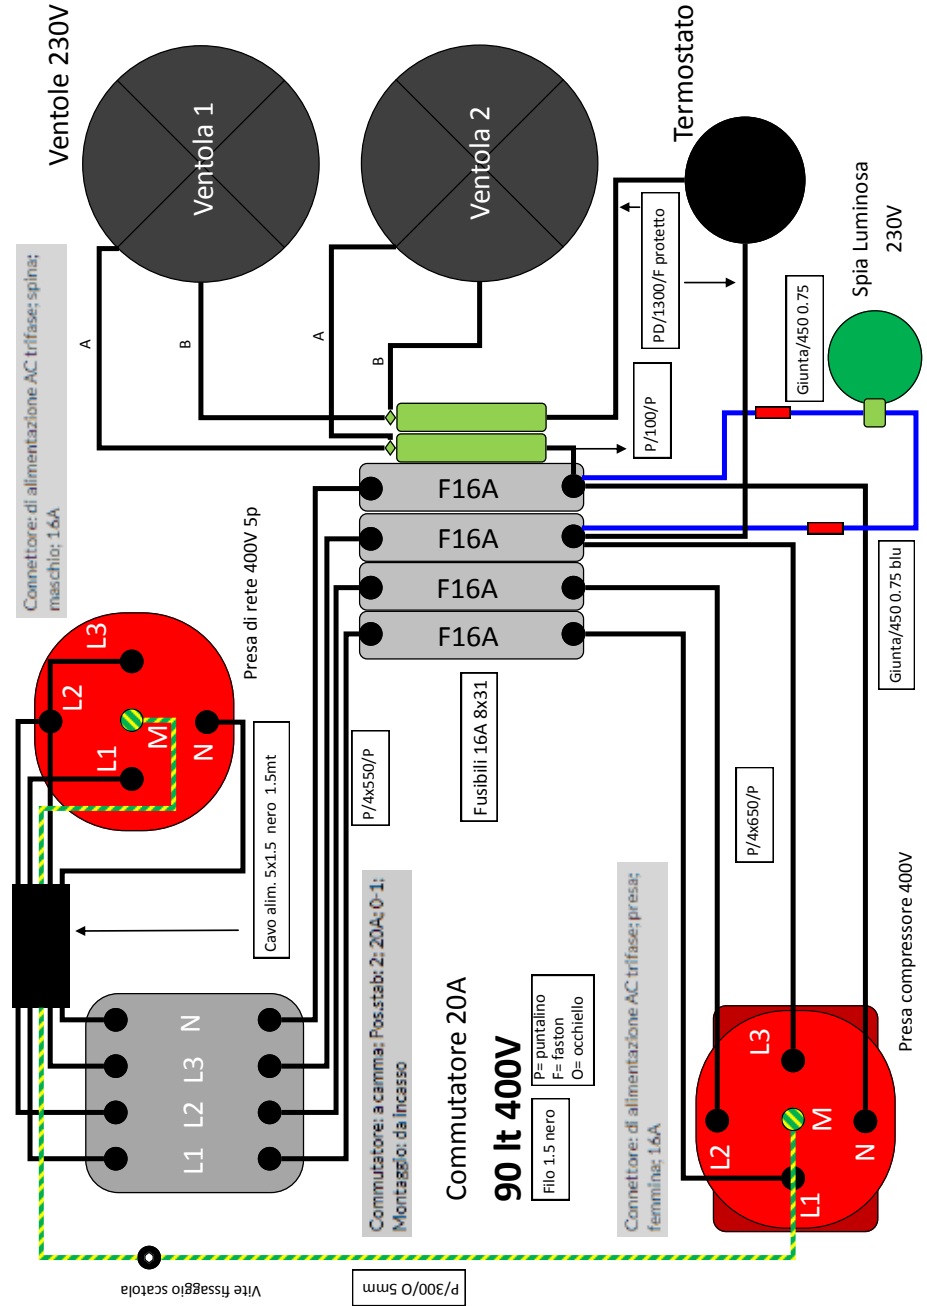 Ventole 230V
Ventola 1
Ventola 2
Termostato
Spia Luminosa
230V
A
B
A
B
PD/1300/F protetto
Giunta/450 0.75
P/100/P
Connettore: di alimentazione AC trifase; spina;
maschio; 16A
Presa di rete 400V 5p
L1
L2
L3
M
N
F16A
F16A
F16A
F16A
Giunta/450 0.75 blu
Fusibili 16A 8x31
P/4x550/P
P/4x650/P
Cavo alim. 5x1.5 nero 1.5mt
L1
L2
L3
N
Commutatore: a camma; Pos.stab: 2; 20A; 0-1;
Montaggio: da incasso
Commutatore 20A
90 lt 400V
Filo 1.5 nero
P= puntalino
F= faston
O= occhiello
Connettore: di alimentazione AC trifase; presa;
femmina; 16A
Presa compressore 400V
L1
L2
L3
M
N
Vite fissaggio scatola
P/300/O 5mm